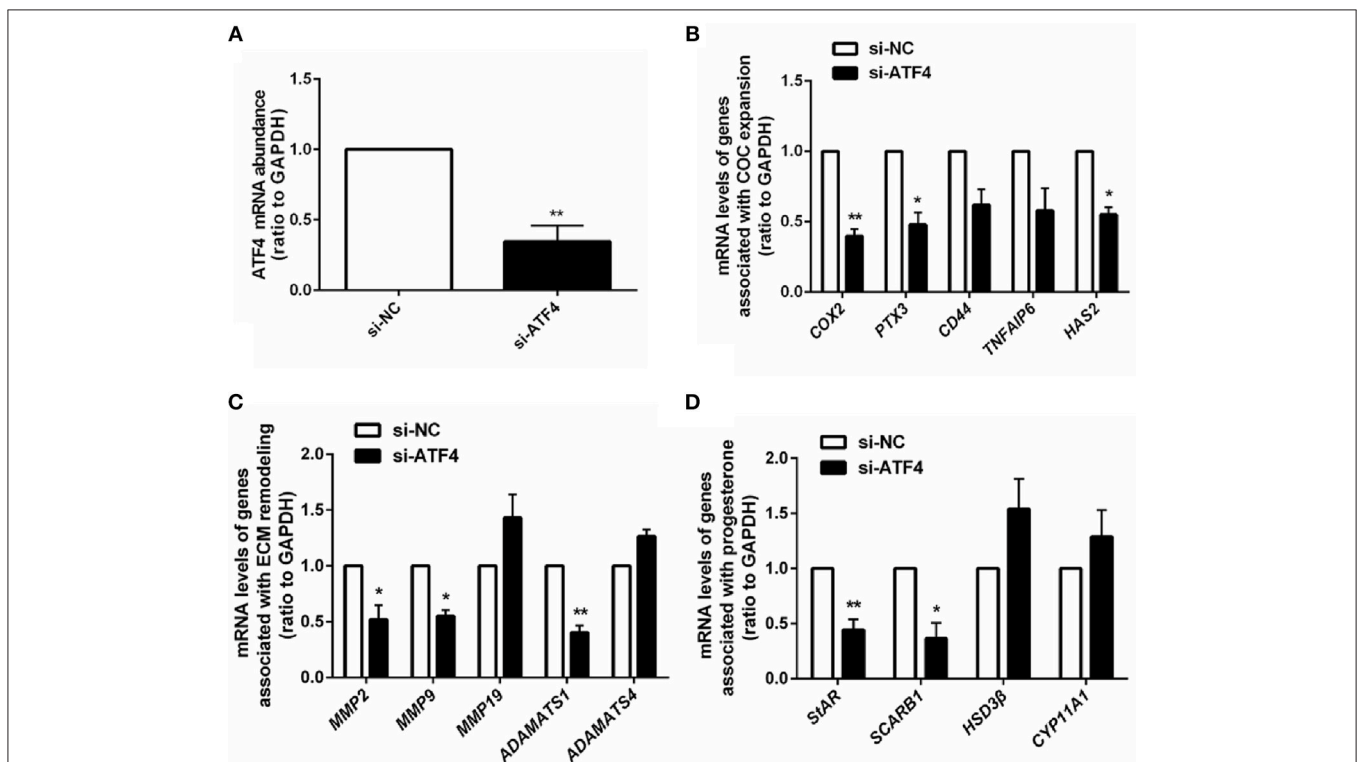 A
ATF4 mRNA abundance
(ratio to GAPDH)
1.5
1.0
0.5
0.0
**
si-NC
si-ATF4
B
si-NC
si-ATF4
mRNA levels of genes
associated with COC expansion
(ratio to GAPDH)
1.5
1.0
0.5
0.0
**
*
*
COX2
PTX3
CD44
TNFAIP6
HAS2
C
si-NC
si-ATF4
mRNA levels of genes
associated with ECM remodeling
(ratio to GAPDH)
2.0
1.5
1.0
0.5
0.0
*
*
**
MMP2
MMP9
MMP19
ADAMATS1
ADAMATS4
D
si-NC
si-ATF4
mRNA levels of genes
associated with progesterone
(ratio to GAPDH)
2.0
1.5
1.0
0.5
0.0
**
*
StAR
SCARB1
HSD3β
CYP11A1